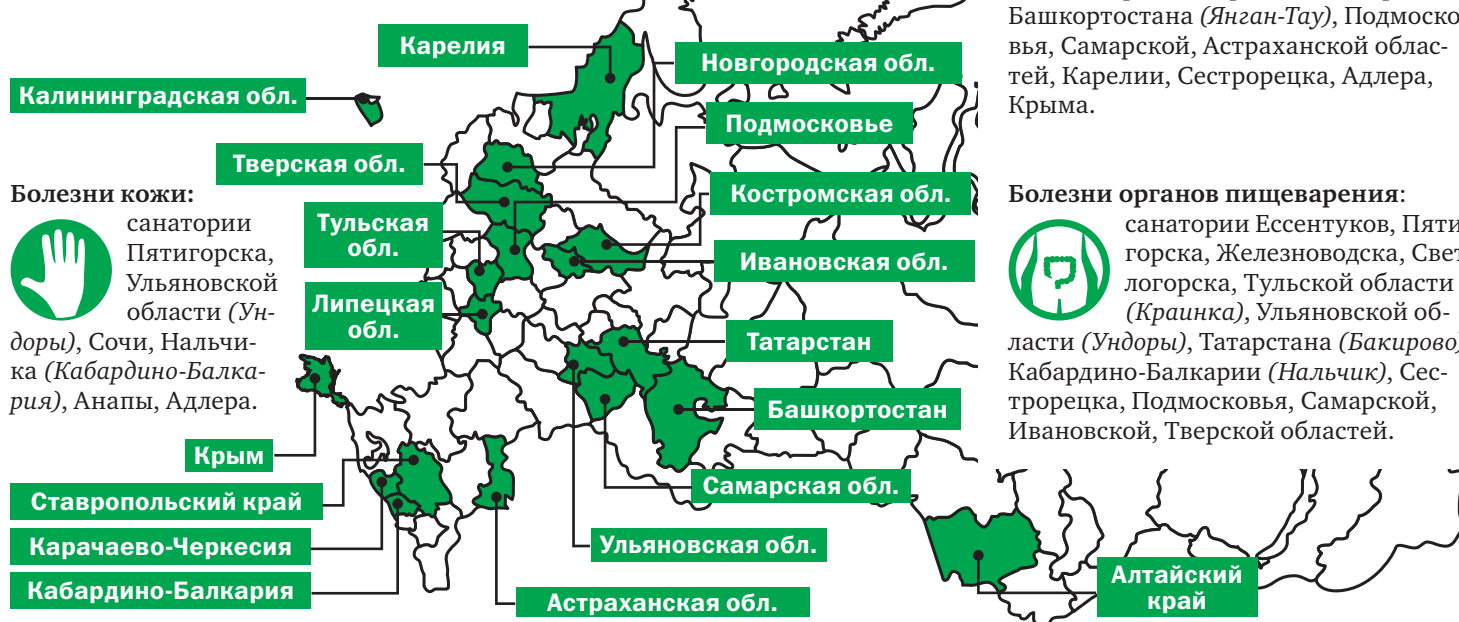 Башкортостана (Янган-Тау), Подмоско
вья, Самарской, Астраханской облас-
тей, Карелии, Сестрорецка, Адлера,
Крыма.
Карелия
Новгородская обл.
Калининградская обл.
Подмосковье
Тверская обл.
Костромская обл.
Тульская
обл.
Ивановская обл.
Липецкая
обл.
Татарстан
Башкортостан
Крым
Самарская обл.
Ставропольский край
Карачаево-Черкесия
Ульяновская обл.
Кабардино-Балкария
Астраханская обл.
Алтайский
край
Болезни кожи:
санатории
Пятигорска,
Ульяновской
области (Ун-
доры), Сочи, Нальчи-
ка (Кабардино-Балка-
рия), Анапы, Адлера.
Болезни органов пищеварения:
санатории Ессентуков, Пяти
горска, Железноводска, Свет
логорска, Тульской области
(Краинка), Ульяновской об-
ласти (Ундоры), Татарстана (Бакирово)
Кабардино-Балкарии (Нальчик), Сес-
трорецка, Подмосковья, Самарской,
Ивановской, Тверской областей.